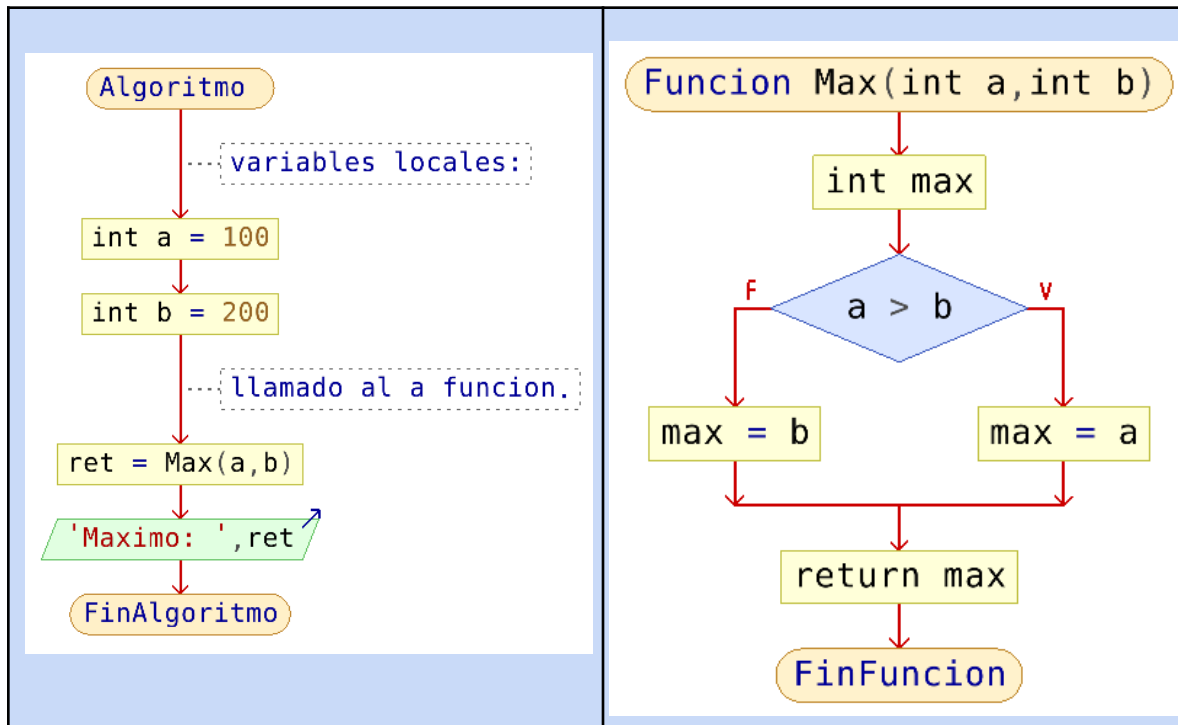 Algoritmo
variables locales:
int a = 100
int b = 200
llamado al a funcion.
ret = Max(a,b)
'Maximo: ',ret
FinAlgoritmo
Funcion Max(int a,int b)
int max
F
V
a > b
max = b
max = a
return max
FinFuncion